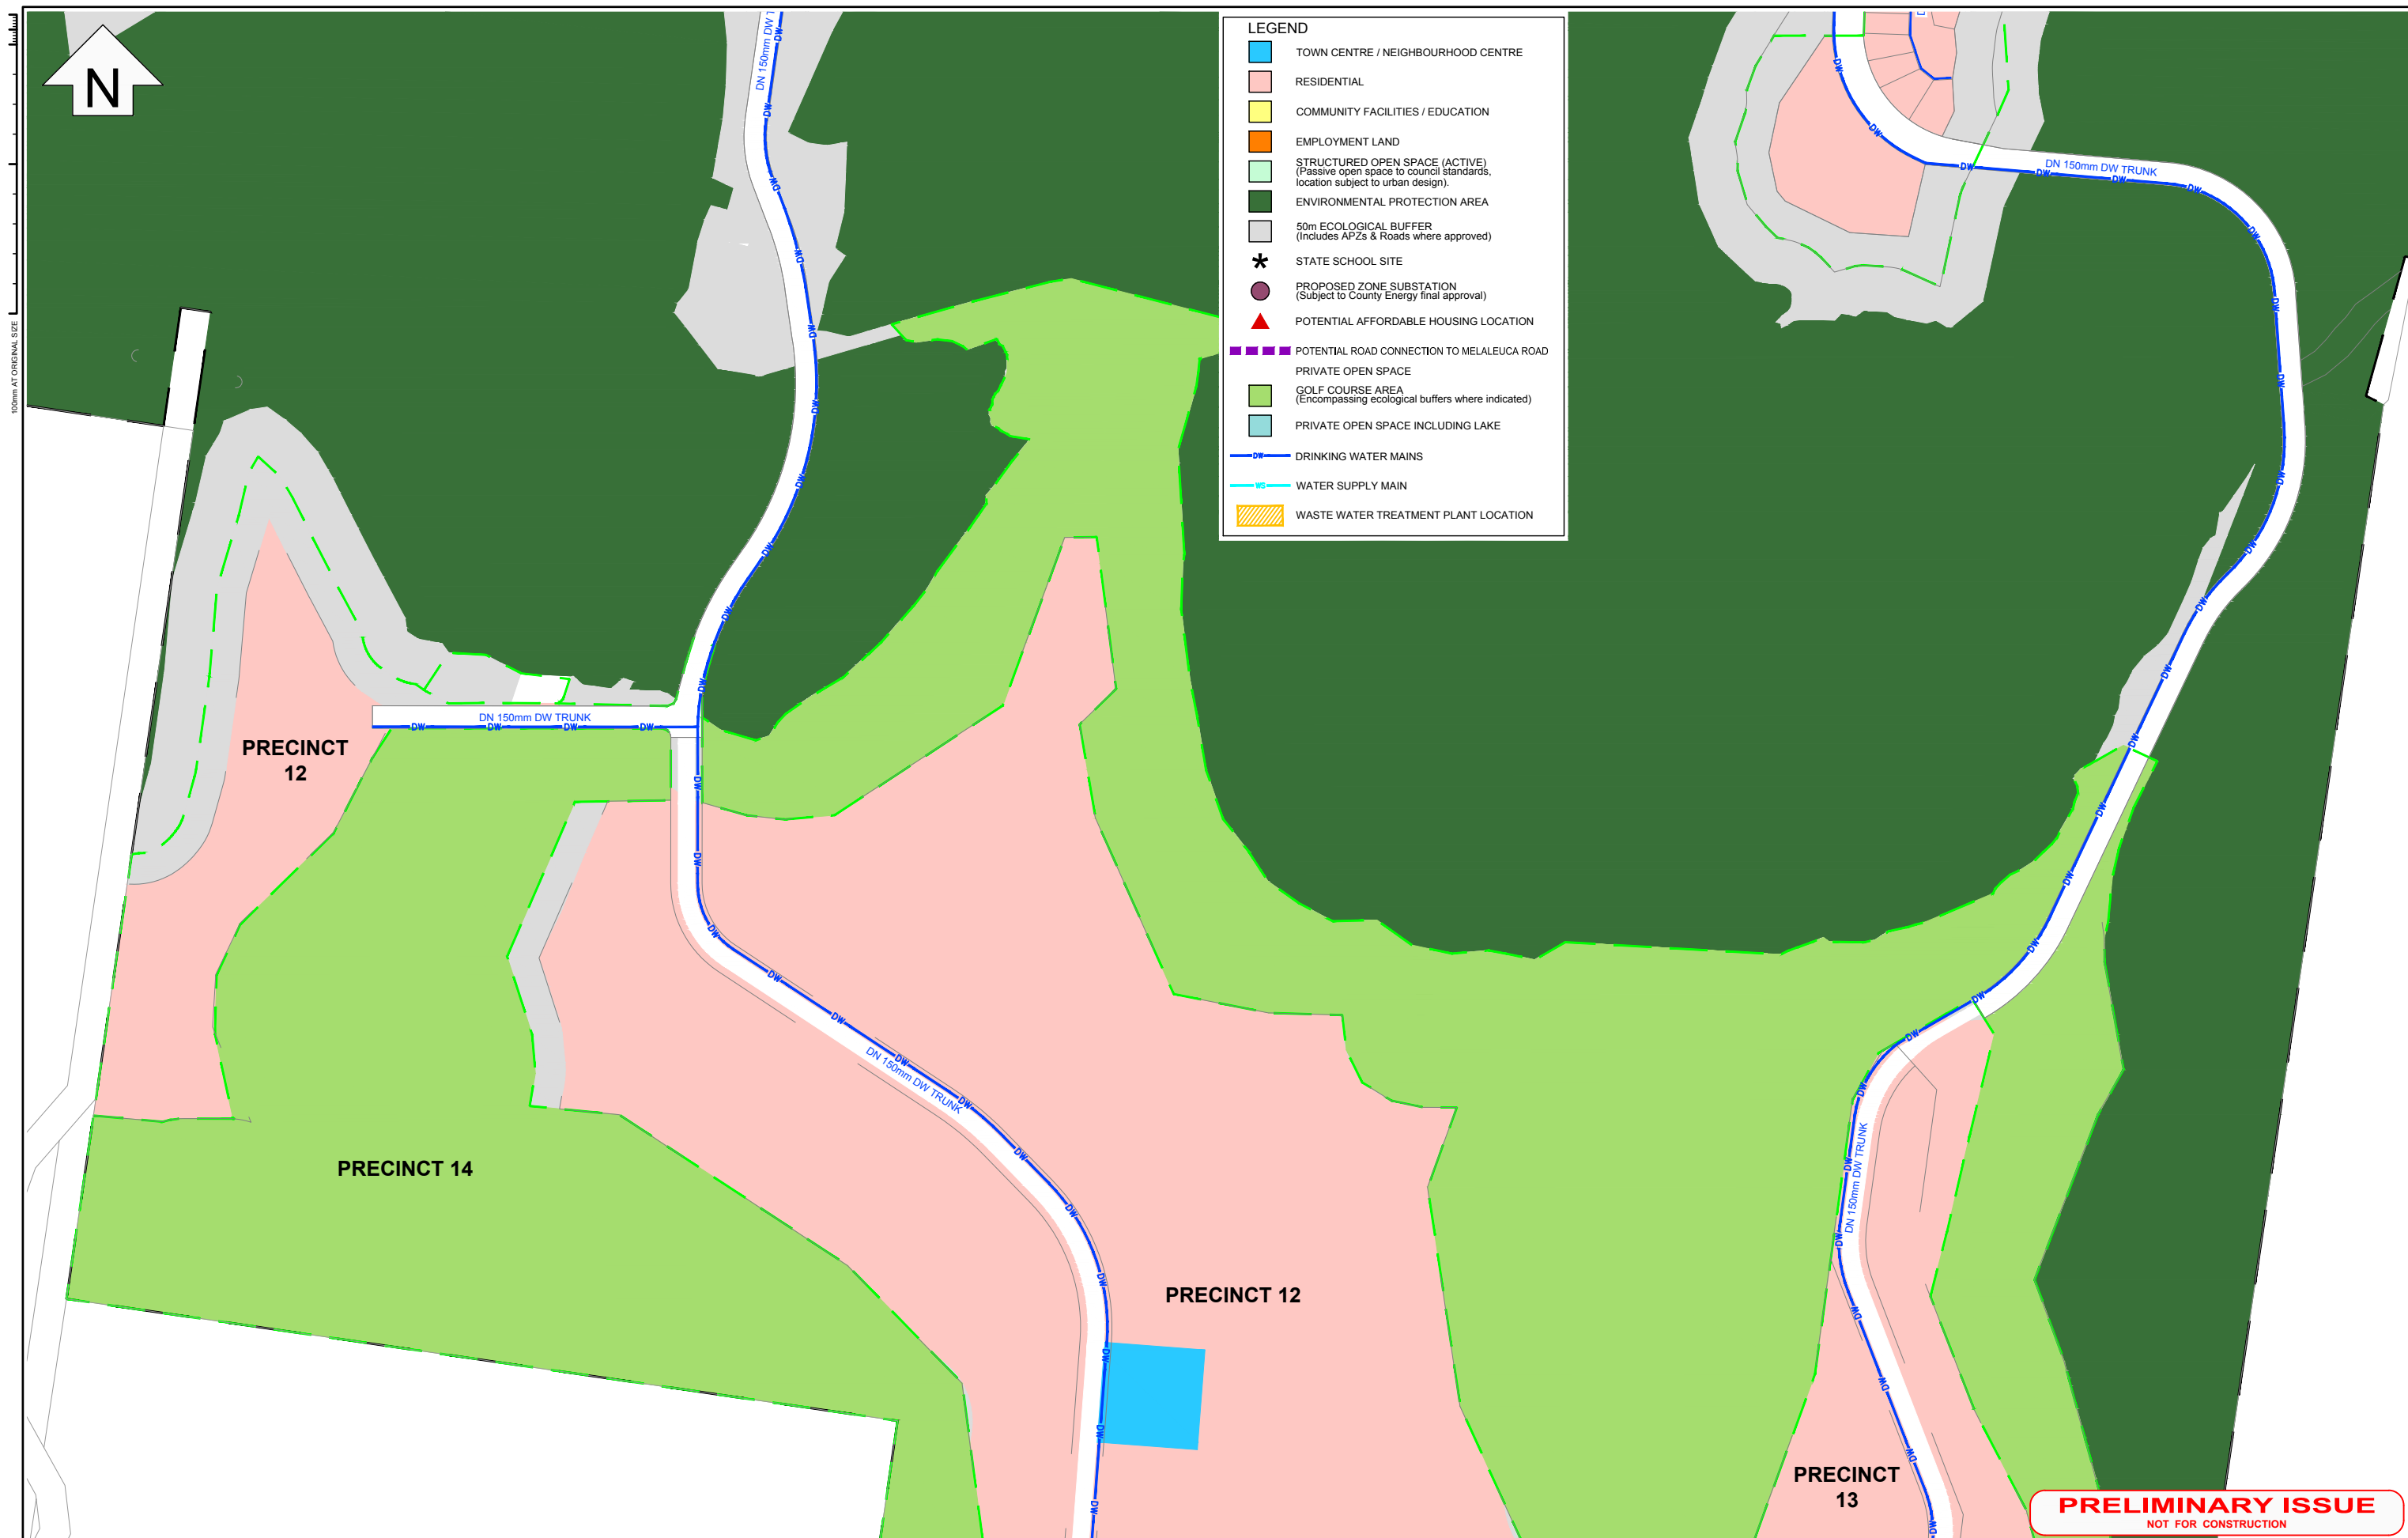 N
100mm AT ORIGINAL SIZE
LEGEND
TOWN CENTRE / NEIGHBOURHOOD CENTRE
RESIDENTIAL
COMMUNITY FACILITIES / EDUCATION
EMPLOYMENT LAND
STRUCTURED OPEN SPACE (ACTIVE)
(Passive open space to council standards,
location subject to urban design).
ENVIRONMENTAL PROTECTION AREA
50m ECOLOGICAL BUFFER
(Includes APZs & Roads where approved)
STATE SCHOOL SITE
PROPOSED ZONE SUBSTATION
(Subject to County Energy final approval)
POTENTIAL AFFORDABLE HOUSING LOCATION
POTENTIAL ROAD CONNECTION TO MELALEUCA ROAD
PRIVATE OPEN SPACE
GOLF COURSE AREA
(Encompassing ecological buffers where indicated)
PRIVATE OPEN SPACE INCLUDING LAKE
DW DRINKING WATER MAINS
WS WATER SUPPLY MAIN
WASTE WATER TREATMENT PLANT LOCATION
DN 150mm DW T
DN 150mm DW TRUNK
DN 150mm DW TRUNK
DN 150mm DW TRUNK
DN 150mm DW TRUNK
PRECINCT
12
PRECINCT 14
PRECINCT 12
PRECINCT
13
PRELIMINARY ISSUE
NOT FOR CONSTRUCTION